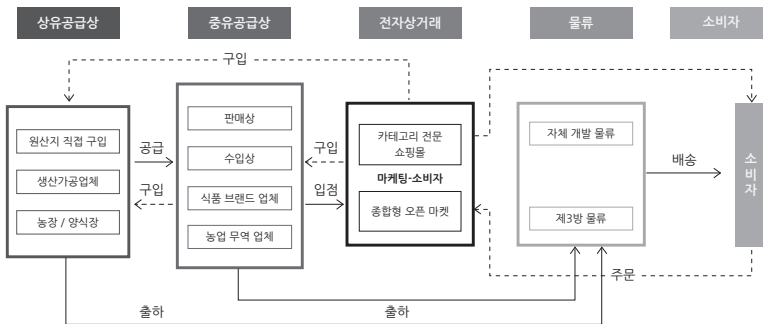 상유공급상
중유공급상
전자상거래
물류
소비자
구입
원산지 직접 구입
생산가공업체
농장 / 양식장
공급
구입
판매상
수입상
식품 브랜드 업체
농업 무역 업체
구입
입점
카테고리 전문
쇼핑몰
마케팅-소비자
종합형 오픈 마켓
자체 개발 물류
제3방 물류
배송
소비자
주문
출하
출하